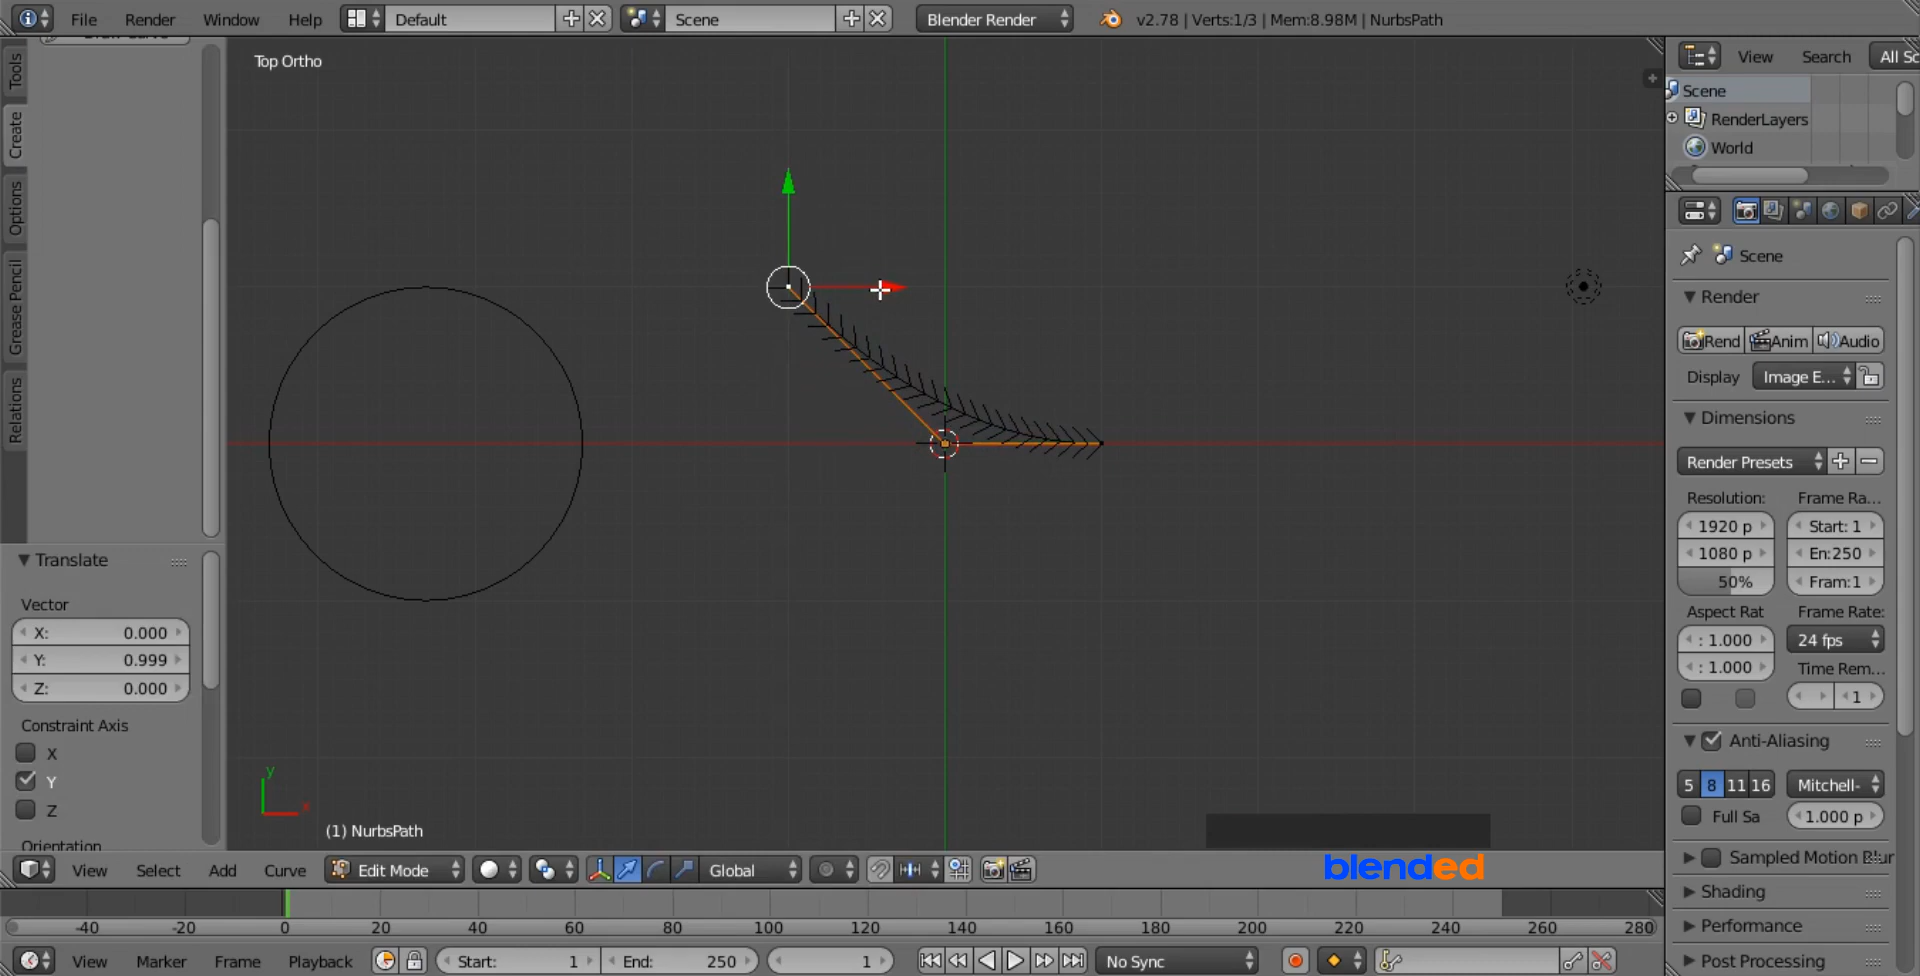 File Render Window Help Default Scene Blender Render v2.78 | Verts:1/3 | Mem:8.98M | NurbsPath
Top Ortho
View Search All Sc
Scene
RenderLayers
World
Tools
Create
Options
Grease Pencil
Relations
Scene
Render
Rend Anim Audio
Display Image E...
Dimensions
Render Presets
Resolution: Frame Ra...
1920 p Start: 1
1080 p En:250
50% Fram:1
Aspect Rat Frame Rate:
: 1.000 24 fps
: 1.000 Time Rem...
1
Anti-Aliasing
5 8 11 16 Mitchell-
Full Sa 1.000 p
Sampled Motion Blur
Shading
Performance
Post Processing
Translate
Vector
X: 0.000
Y: 0.999
Z: 0.000
Constraint Axis
X
Y
Z
Orientation
y
x
(1) NurbsPath
View Select Add Curve Edit Mode Global
blended
-40 -20 0 20 40 60 80 100 120 140 160 180 200 220 240 260 280
View Marker Frame Playback Start: 1 End: 250 1 No Sync